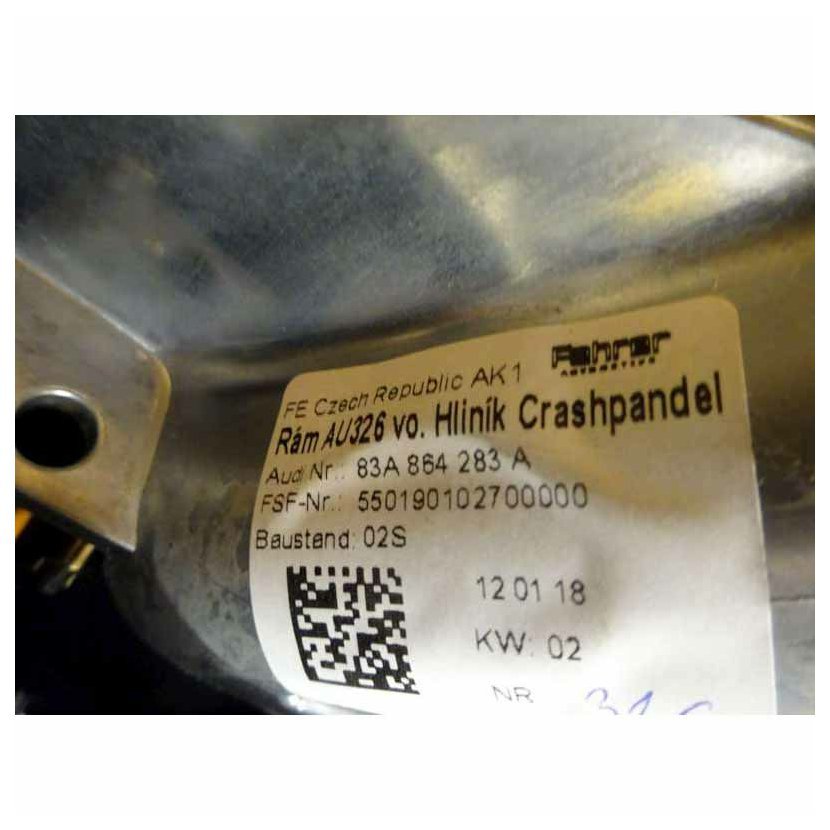 Fehrer
AUTOMOTIVE
FE Czech Republic AK1
Rám AU326 vo. Hliník Crashpandel
Audi Nr.: 83A 864 283 A
FSF-Nr.: 550190102700000
Baustand: 02S
12 01 18
KW: 02
NR